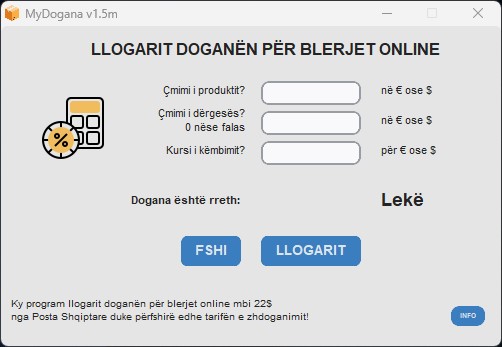 MyDogana v1.5m
LLOGARIT DOGANËN PËR BLERJET ONLINE
Çmimi i produktit? në € ose $
Çmimi i dërgesës? në € ose $
0 nëse falas
Kursi i këmbimit? për € ose $
%
Dogana është rreth: Lekë
FSHI LLOGARIT
Ky program llogarit doganën për blerjet online mbi 22$
nga Posta Shqiptare duke përfshirë edhe tarifën e zhdoganimit!
INFO